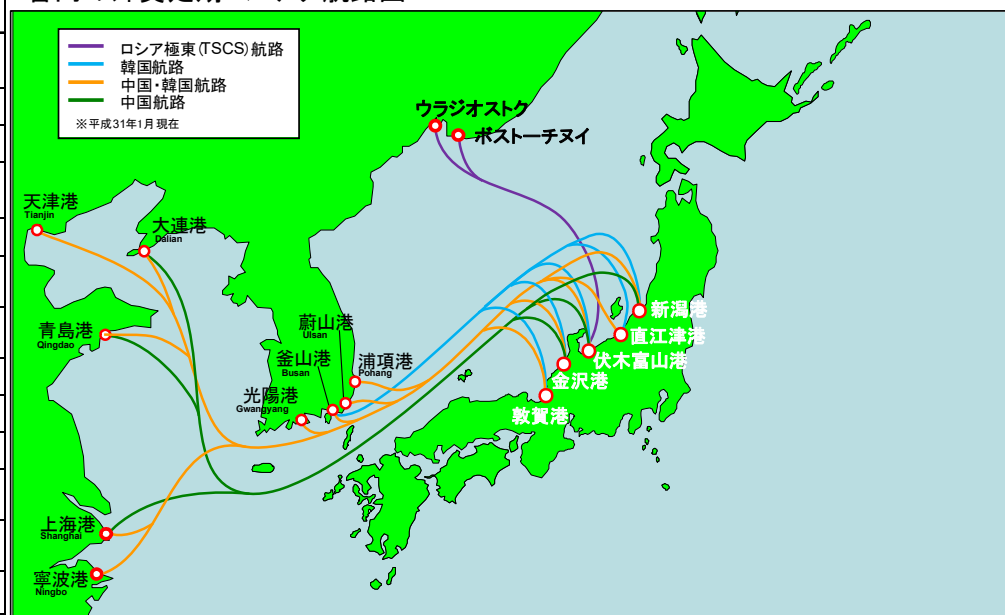 ロシア極東(TSCS)航路
韓国航路
中国・韓国航路
中国航路
※平成31年1月現在
ウラジオストク
ボストーチヌイ
天津港
Tianjin
大連港
Dalian
青島港
Qingdao
蔚山港
Ulsan
釜山港
Busan
浦項港
Pohang
光陽港
Gwangyang
新潟港
直江津港
伏木富山港
金沢港
敦賀港
上海港
Shanghai
寧波港
Ningbo